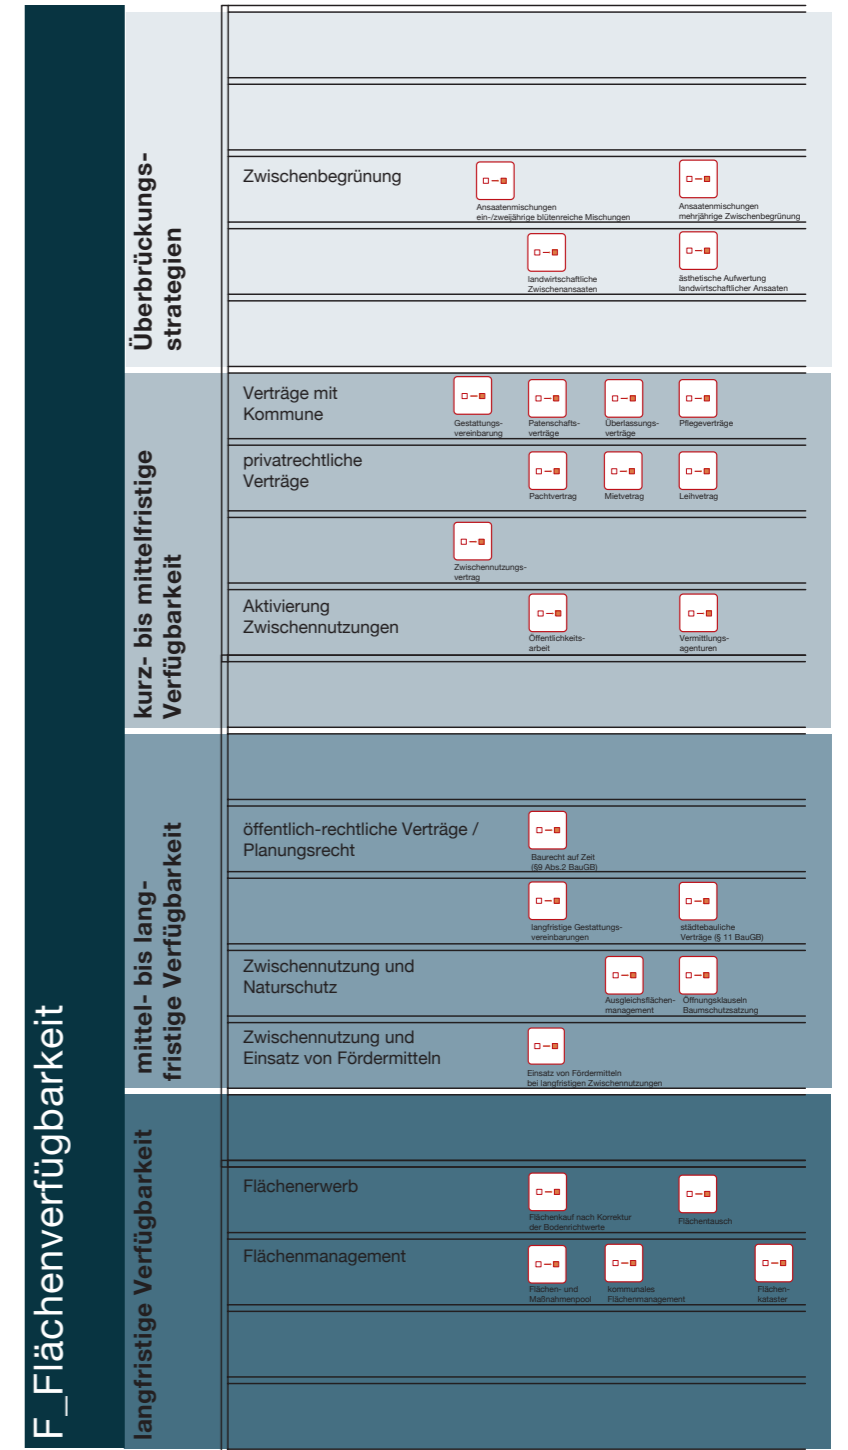 F_Flächenverfügbarkeit
Überbrückungs-
strategien
Zwischenbegrünung
Ansaatenmischungen
ein-/zweijährige blütenreiche Mischungen
Ansaatenmischungen
mehrjährige Zwischenbegrünung
landwirtschaftliche
Zwischenansaaten
ästhetische Aufwertung
landwirtschaftlicher Ansaaten
kurz- bis mittelfristige
Verfügbarkeit
Verträge mit
Kommune
Gestattungs-
vereinbarung
Patenschafts-
verträge
Überlassungs-
verträge
Pflegeverträge
privatrechtliche
Verträge
Pachtvertrag
Mietvetrag
Leihvetrag
Zwischennutzungs-
vertrag
Aktivierung
Zwischennutzungen
Öffentlichkeits-
arbeit
Vermittlungs-
agenturen
mittel- bis lang-
fristige Verfügbarkeit
öffentlich-rechtliche Verträge /
Planungsrecht
Baurecht auf Zeit
(§9 Abs.2 BauGB)
langfristige Gestattungs-
vereinbarungen
städtebauliche
Verträge (§ 11 BauGB)
Zwischennutzung und
Naturschutz
Ausgleichsflächen-
management
Öffnungsklauseln
Baumschutzsatzung
Zwischennutzung und
Einsatz von Fördermitteln
Einsatz von Fördermitteln
bei langfristigen Zwischennutzungen
langfristige Verfügbarkeit
Flächenerwerb
Flächenkauf nach Korrektur
der Bodenrichtwerte
Flächentausch
Flächenmanagement
Flächen- und
Maßnahmenpool
kommunales
Flächenmanagement
Flächen-
kataster